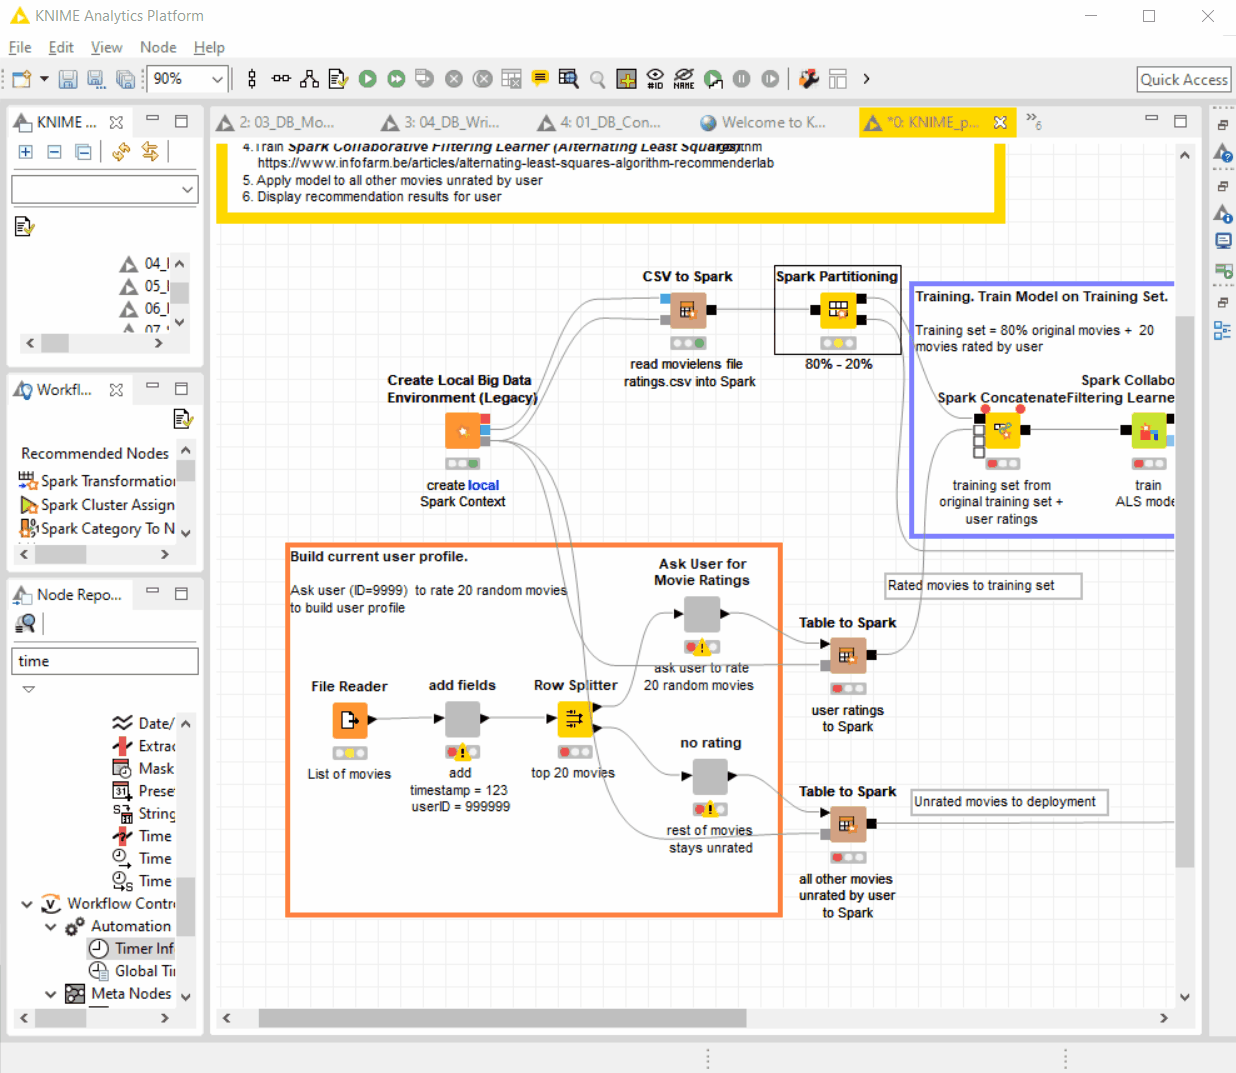 KNIME Analytics Platform
File Edit View Node Help
90%
#ID
NAME
Quick Access
KNIME ...
2: 03_DB_Mo...
3: 04_DB_Wri...
4: 01_DB_Con...
Welcome to K...
*0: KNIME_p...
6
04_I
05_I
06_I
Workfl...
Recommended Nodes
Spark Transformation
Spark Cluster Assign
Spark Category To N
Node Repo...
time
Date/
Extrac
Mask
Prese
String
Time
Time
Time
Workflow Contr
Automation
Timer Inf
Global Ti
Meta Nodes
4.Train Spark Collaborative Filtering Learner (Alternating Least Squares)
https://www.infofarm.be/articles/alternating-least-squares-algorithm-recommenderlab
5. Apply model to all other movies unrated by user
6. Display recommendation results for user
CSV to Spark
read movielens file
ratings.csv into Spark
Spark Partitioning
80% - 20%
Training. Train Model on Training Set.
Training set = 80% original movies + 20
movies rated by user
Create Local Big Data
Environment (Legacy)
create local
Spark Context
Spark Concatenate
training set from
original training set +
user ratings
Spark Collabo
Filtering Learne
train
ALS mode
Build current user profile.
Ask user (ID=9999) to rate 20 random movies
to build user profile
Ask User for
Movie Ratings
ask user to rate
20 random movies
Rated movies to training set
Table to Spark
user ratings
to Spark
File Reader
List of movies
add fields
add
timestamp = 123
userID = 999999
Row Splitter
top 20 movies
no rating
rest of movies
stays unrated
Table to Spark
all other movies
unrated by user
to Spark
Unrated movies to deployment